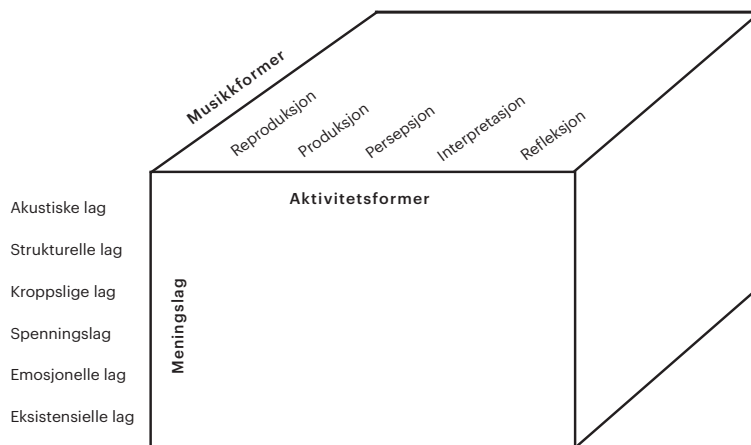 Musikkformer
Reproduksjon
Produksjon
Persepsjon
Interpretasjon
Refleksjon
Aktivitetsformer
Meningslag
Akustiske lag
Strukturelle lag
Kroppslige lag
Spenningslag
Emosjonelle lag
Eksistensielle lag